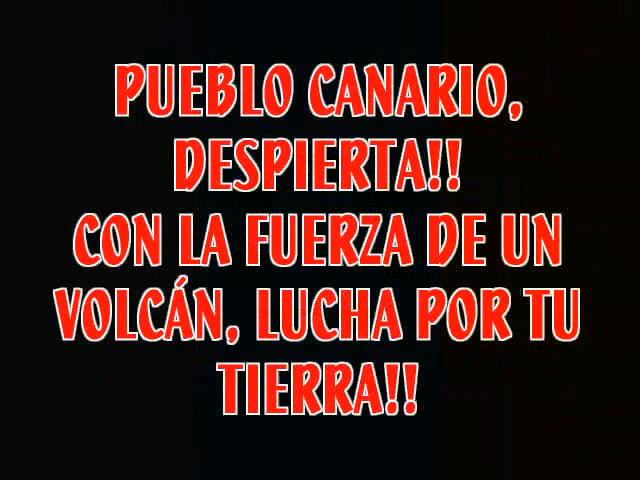 PUEBLO CANARIO,
DESPIERTA!!
CON LA FUERZA DE UN
VOLCÁN, LUCHA POR TU
TIERRA!!